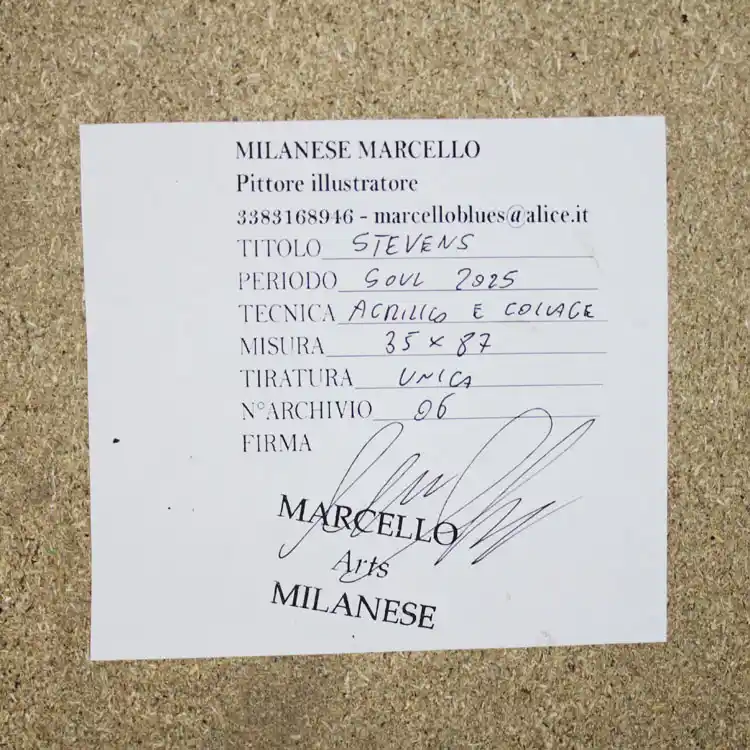 MILANESE MARCELLO
Pittore illustratore
3383168946 - marcelloblues@alice.it
TITOLO STEVENS
PERIODO SOUL 2025
TECNICA ACRILICO E COLLAGE
MISURA 35 x 87
TIRATURA UNICA
N°ARCHIVIO 06
FIRMA
MARCELLO
Arts
MILANESE